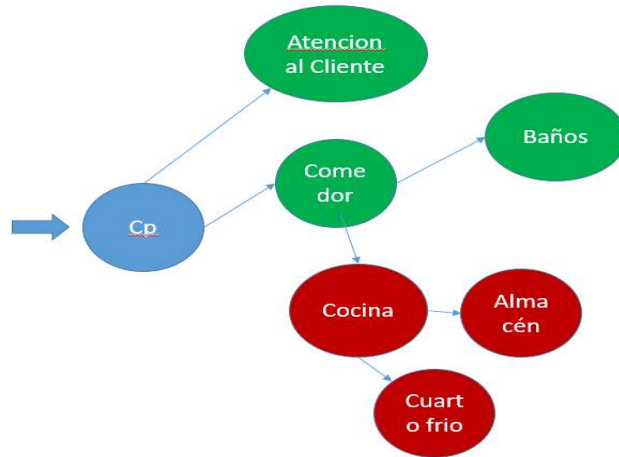 Atencion
al Cliente
Baños
Come
dor
Cp
Cocina
Alma
cén
Cuart
o frio